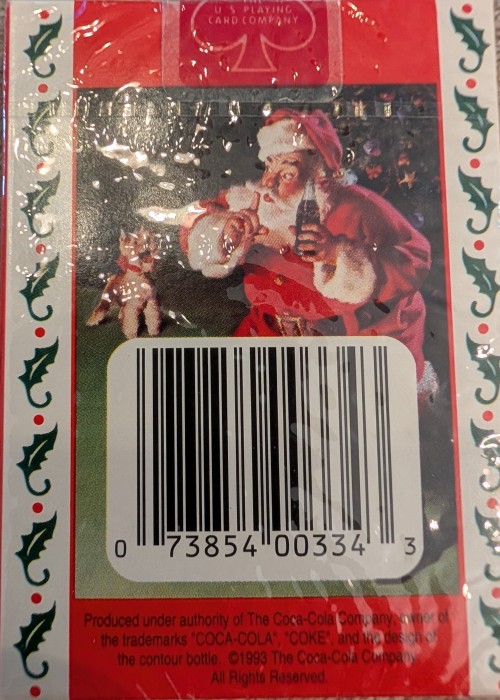 THE
U S PLAYING
CARD COMPANY
0 73854 00334 3
Produced under authority of The Coca-Cola Company, owner of
the trademarks "COCA-COLA", "COKE", and the design of
the contour bottle. ©1993 The Coca-Cola Company.
All Rights Reserved.